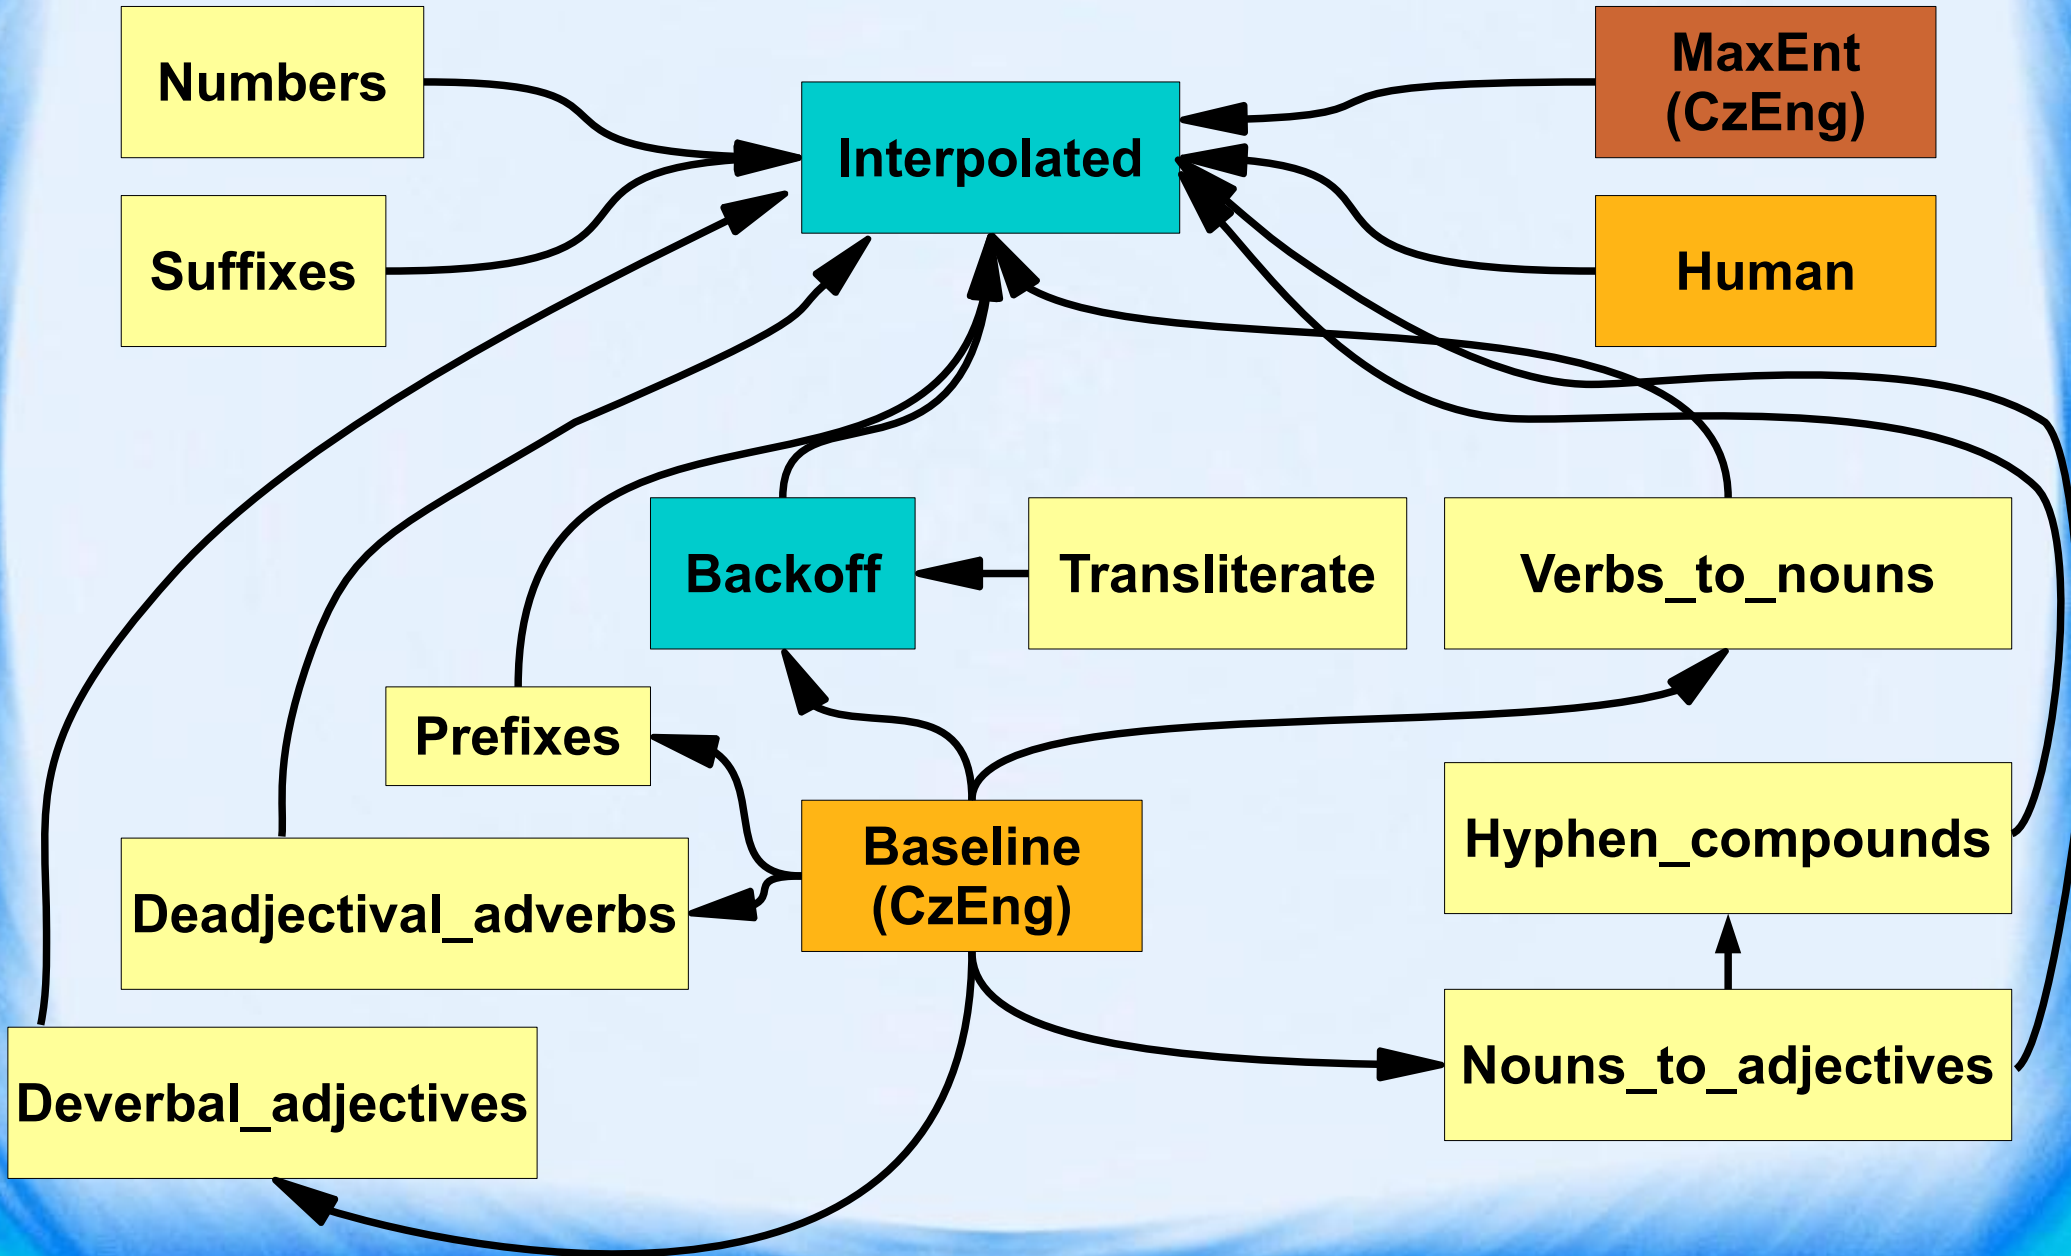 Numbers
MaxEnt
(CzEng)
Interpolated
Suffixes
Human
Backoff
Transliterate
Verbs_to_nouns
Prefixes
Baseline
(CzEng)
Hyphen_compounds
Deadjectival_adverbs
Nouns_to_adjectives
Deverbal_adjectives